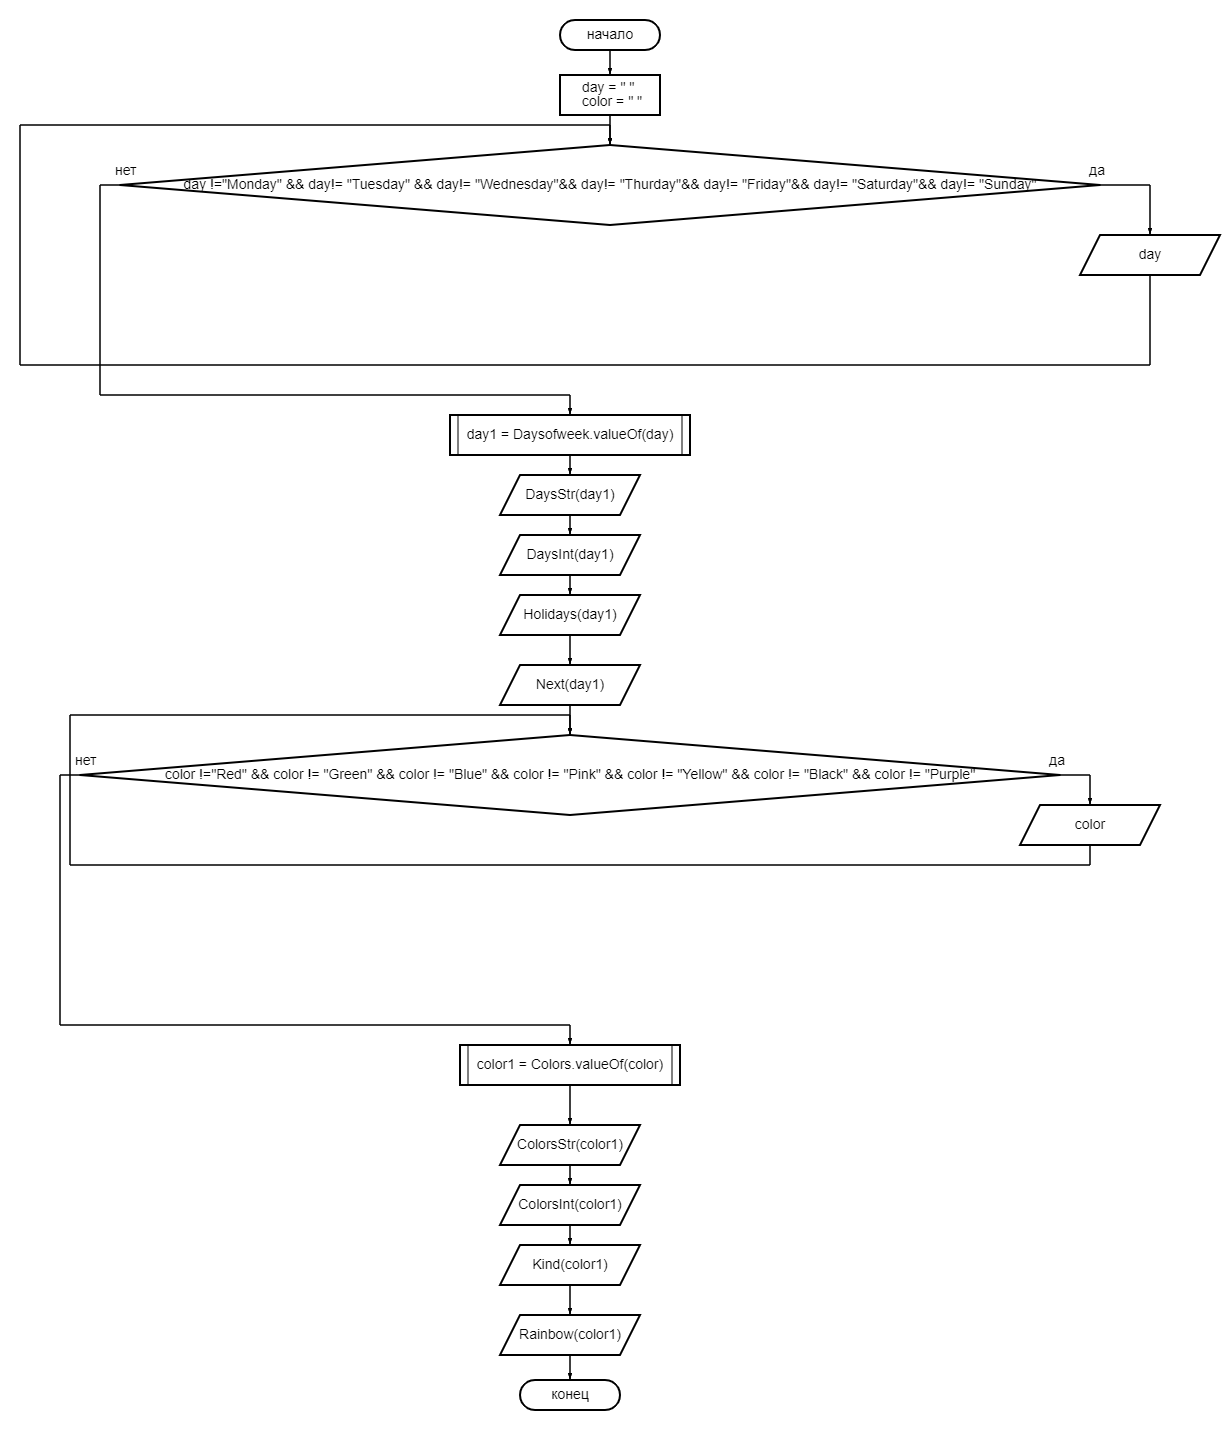 начало
day = " "
color = " "
нет
да
day !="Monday" && day!= "Tuesday" && day!= "Wednesday"&& day!= "Thurday"&& day!= "Friday"&& day!= "Saturday"&& day!= "Sunday"
day
day1 = Daysofweek.valueOf(day)
DaysStr(day1)
DaysInt(day1)
Holidays(day1)
Next(day1)
нет
да
color !="Red" && color != "Green" && color != "Blue" && color != "Pink" && color != "Yellow" && color != "Black" && color != "Purple"
color
color1 = Colors.valueOf(color)
ColorsStr(color1)
ColorsInt(color1)
Kind(color1)
Rainbow(color1)
конец